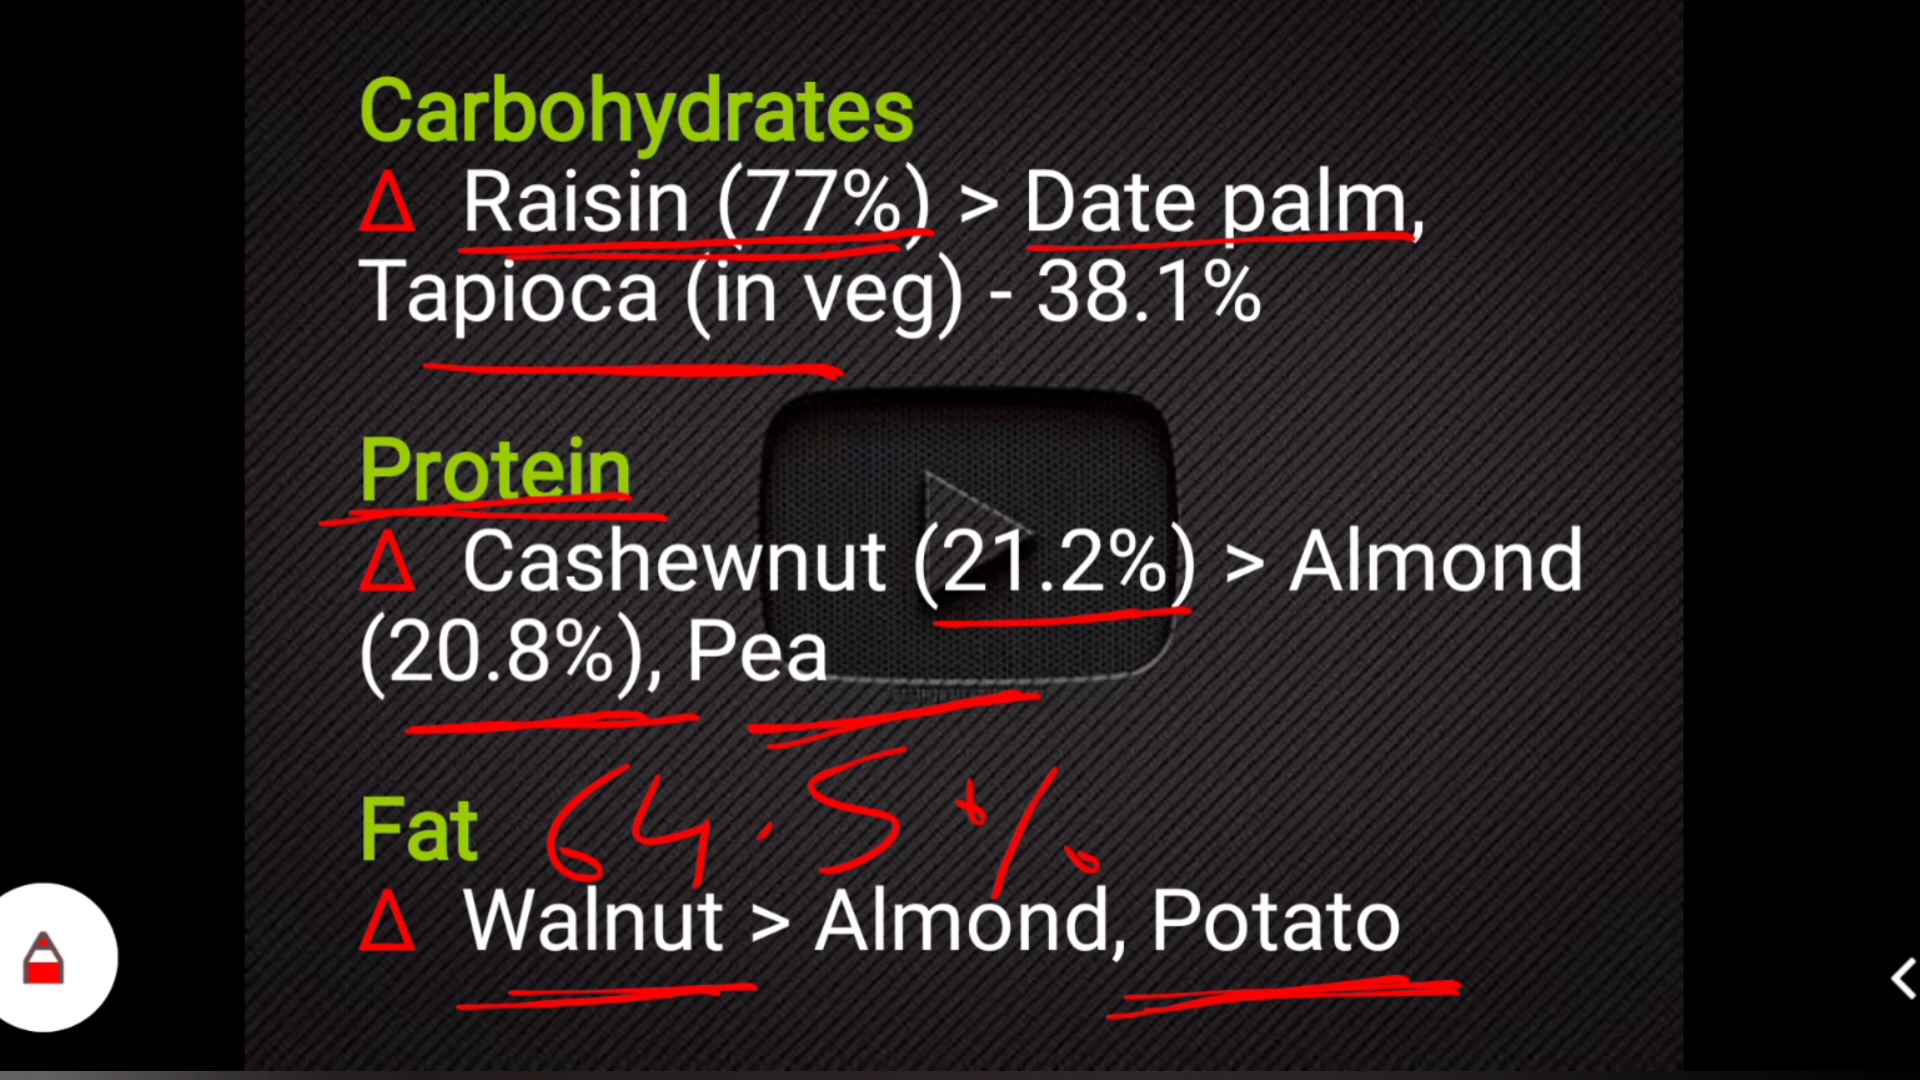 Carbohydrates
Δ Raisin (77%) > Date palm,
Tapioca (in veg) - 38.1%
Protein
Δ Cashewnut (21.2%) > Almond
(20.8%), Pea
Fat 64.5%
Δ Walnut > Almond, Potato